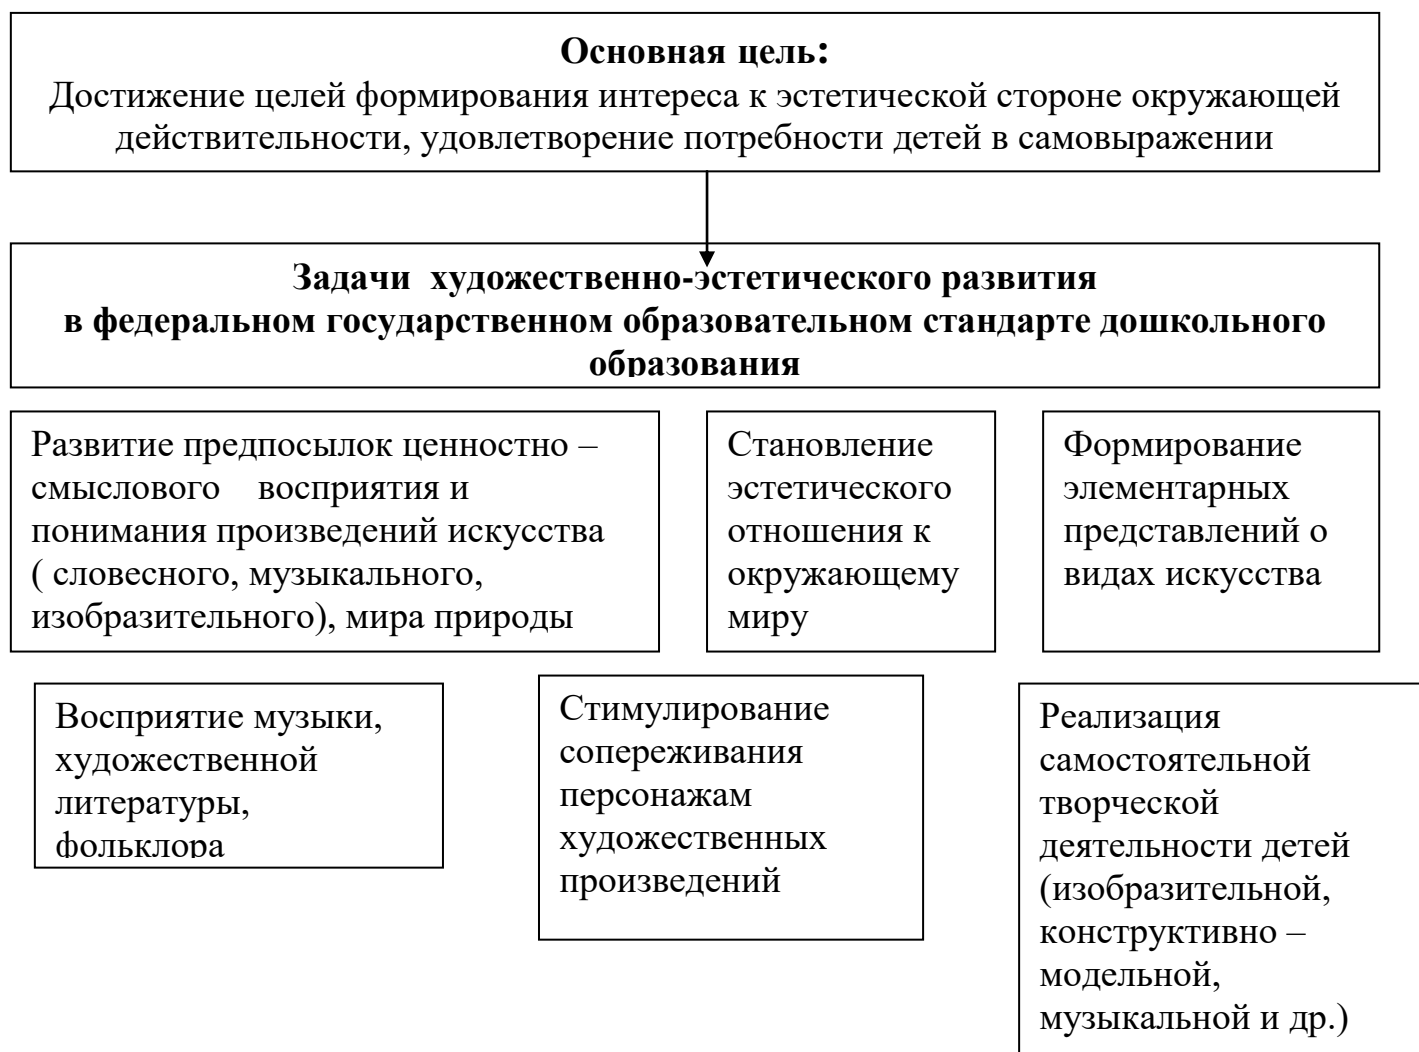 Основная цель:
Достижение целей формирования интереса к эстетической стороне окружающей
действительности, удовлетворение потребности детей в самовыражении
Задачи  художественно-эстетического развития
в федеральном государственном образовательном стандарте дошкольного
образования
Развитие предпосылок ценностно –
смыслового    восприятия и
понимания произведений искусства
( словесного, музыкального,
изобразительного), мира природы
Становление
эстетического
отношения к
окружающему
миру
Формирование
элементарных
представлений о
видах искусства
Восприятие музыки,
художественной
литературы,
фольклора
Стимулирование
сопереживания
персонажам
художественных
произведений
Реализация
самостоятельной
творческой
деятельности детей
(изобразительной,
конструктивно –
модельной,
музыкальной и др.)